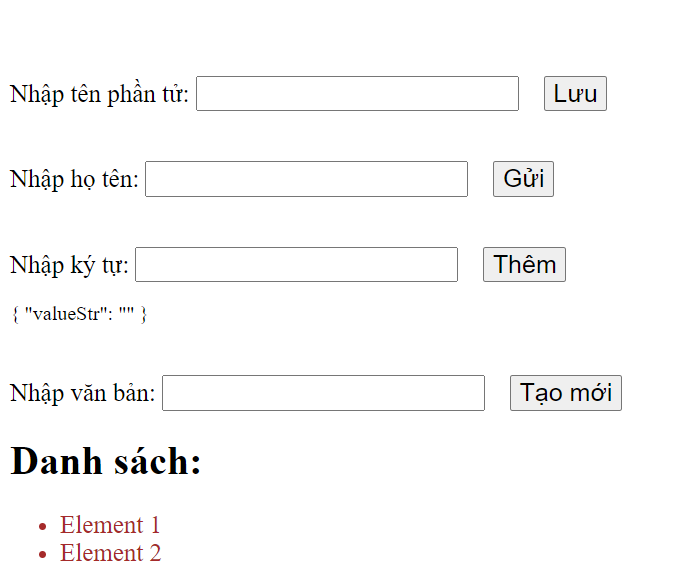 Nhập tên phần tử: Lưu
Nhập họ tên: Gửi
Nhập ký tự: Thêm
{ "valueStr": "" }
Nhập văn bản: Tạo mới
Danh sách:
• Element 1
• Element 2